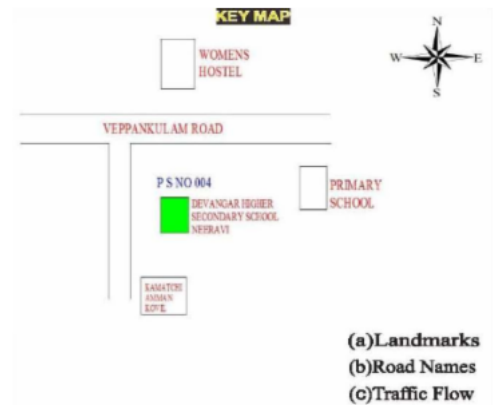 KEY MAP
N
W
E
S
WOMENS
HOSTEL
VEPPANKULAM ROAD
P S NO 004
PRIMARY
SCHOOL
DEVANGAR HIGHER
SECONDARY SCHOOL
NEERAVI
KAMATCHI
AMMAN
KOVIL
(a)Landmarks
(b)Road Names
(c)Traffic Flow